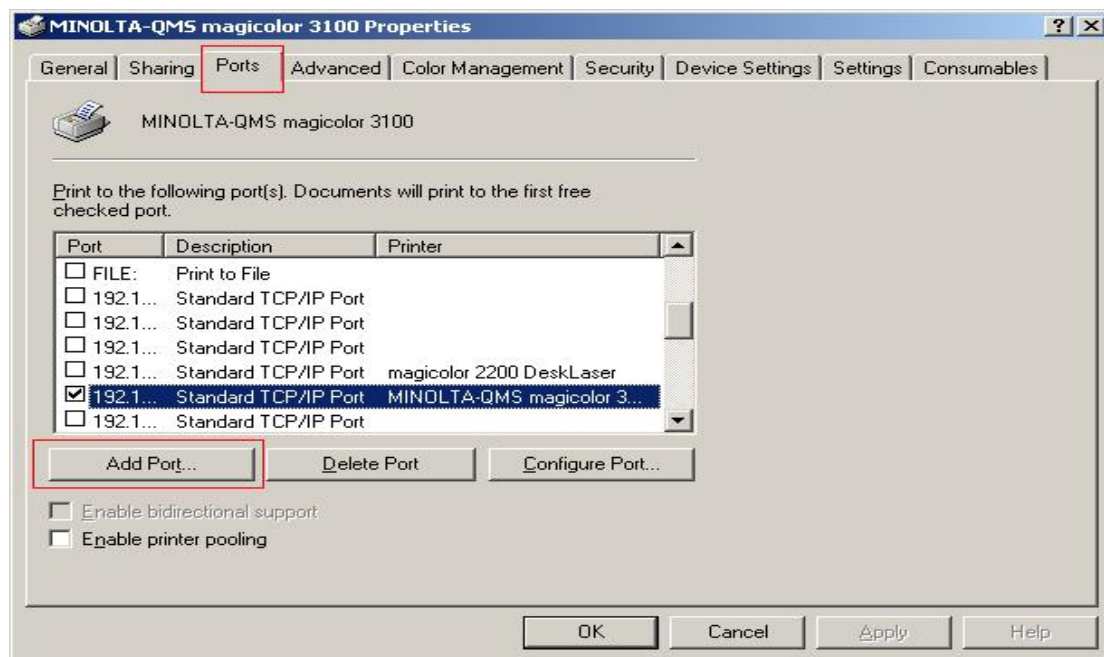 MINOLTA-QMS magicolor 3100 Properties
General Sharing Ports Advanced Color Management Security Device Settings Settings Consumables
MINOLTA-QMS magicolor 3100
Print to the following port(s). Documents will print to the first free
checked port.
Port Description Printer
FILE: Print to File
192.1... Standard TCP/IP Port
192.1... Standard TCP/IP Port
192.1... Standard TCP/IP Port
192.1... Standard TCP/IP Port magicolor 2200 DeskLaser
192.1... Standard TCP/IP Port MINOLTA-QMS magicolor 3...
192.1... Standard TCP/IP Port
Add Port... Delete Port Configure Port...
Enable bidirectional support
Enable printer pooling
OK Cancel Apply Help